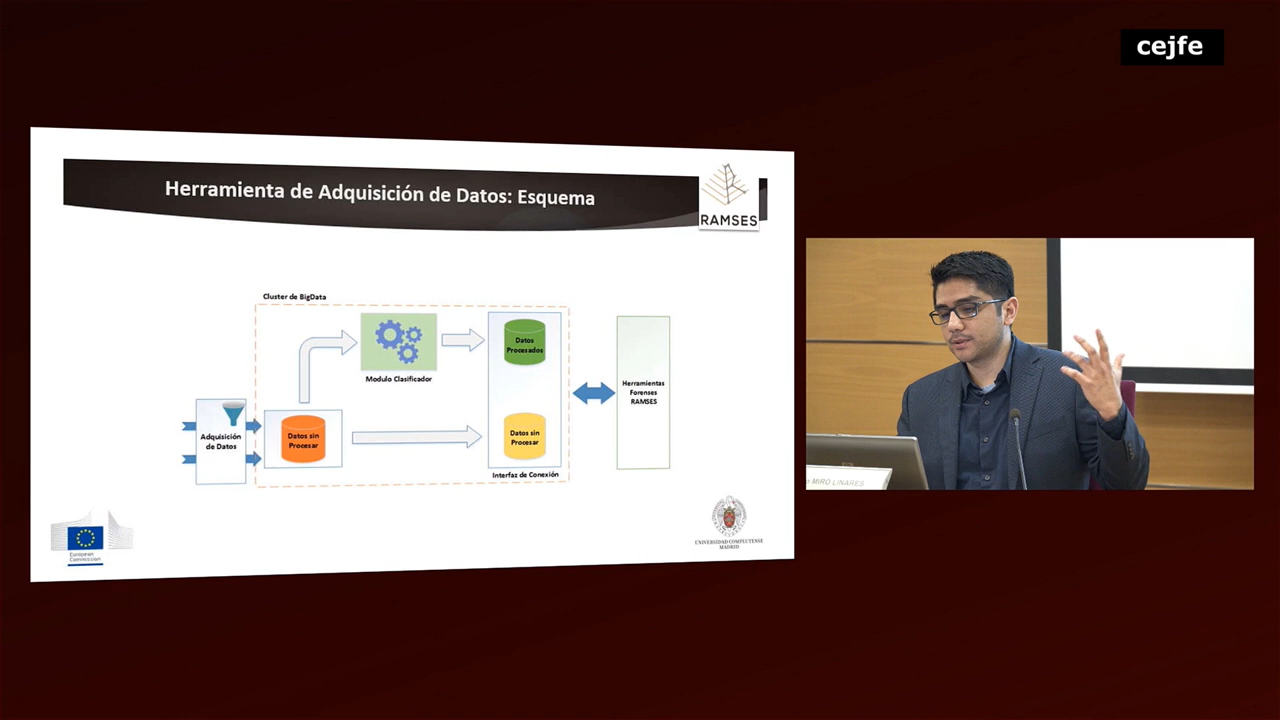 cejfe
Herramienta de Adquisición de Datos: Esquema
RAMSES
Cluster de BigData
Datos
Procesados
Modulo Clasificador
Herramientas
Forenses
RAMSES
Adquisición
de Datos
Datos sin
Procesar
Datos sin
Procesar
Interfaz de Conexión
European
Commission
UNIVERSIDAD COMPLUTENSE
MADRID
MIRÓ LINARES